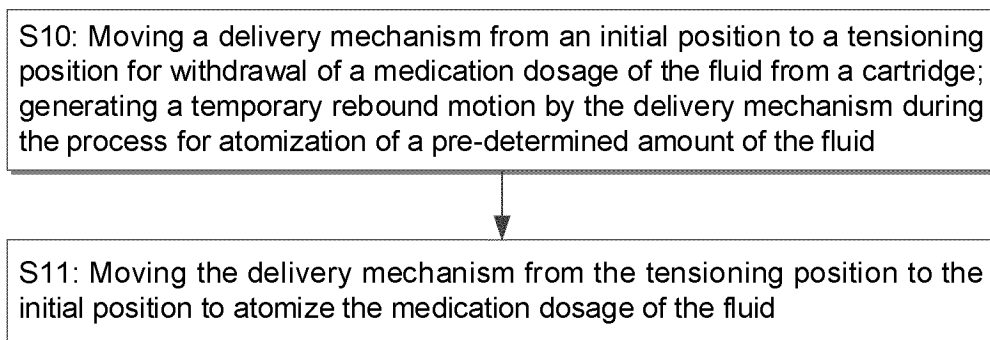 S10: Moving a delivery mechanism from an initial position to a tensioning
position for withdrawal of a medication dosage of the fluid from a cartridge;
generating a temporary rebound motion by the delivery mechanism during
the process for atomization of a pre-determined amount of the fluid
S11: Moving the delivery mechanism from the tensioning position to the
initial position to atomize the medication dosage of the fluid